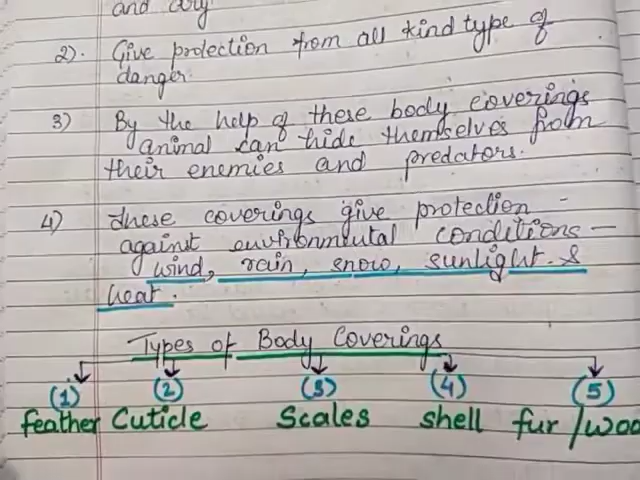 and dry
2). Give protection from all kind type of
danger.
3) By the help of these body coverings
animal can hide themselves from
their enemies and predators.
4) These coverings give protection -
against environmental conditions -
wind, rain, snow, sunlight &
heat.
Types of Body Coverings
(1) (2) (3) (4) (5)
feather Cuticle Scales shell fur /woo